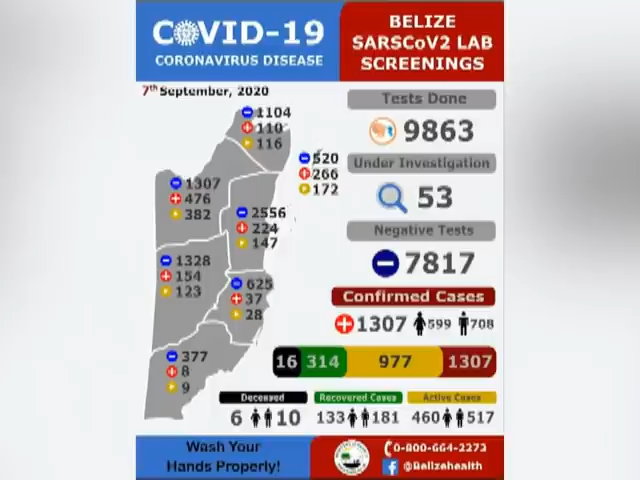 COVID-19
CORONAVIRUS DISEASE
BELIZE
SARSCoV2 LAB
SCREENINGS
7th September, 2020
1104
110
116
520
266
172
1307
476
382
2556
224
147
1328
154
123
625
37
28
377
8
9
Tests Done
9863
Under Investigation
53
Negative Tests
7817
Confirmed Cases
1307 599 708
16 314 977 1307
Deceased
6 10
Recovered Cases
133 181
Active Cases
460 517
Wash Your
Hands Properly!
0-800-664-2273
@Belizehealth